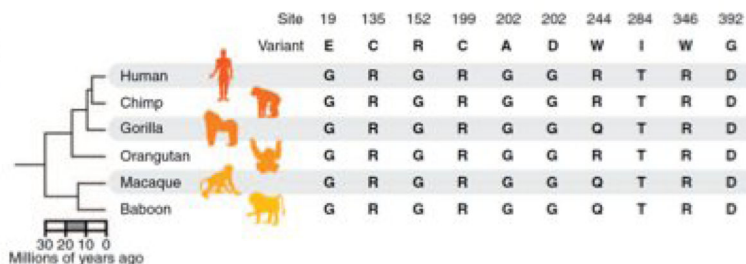 Site 19 135 152 199 202 202 244 284 346 392
Variant E C R C A D W I W G
Human G R G R G G R T R D
Chimp G R G R G G R T R D
Gorilla G R G R G G Q T R D
Orangutan G R G R G G R T R D
Macaque G R G R G G Q T R D
Baboon G R G R G G Q T R D
30 20 10 0
Millions of years ago